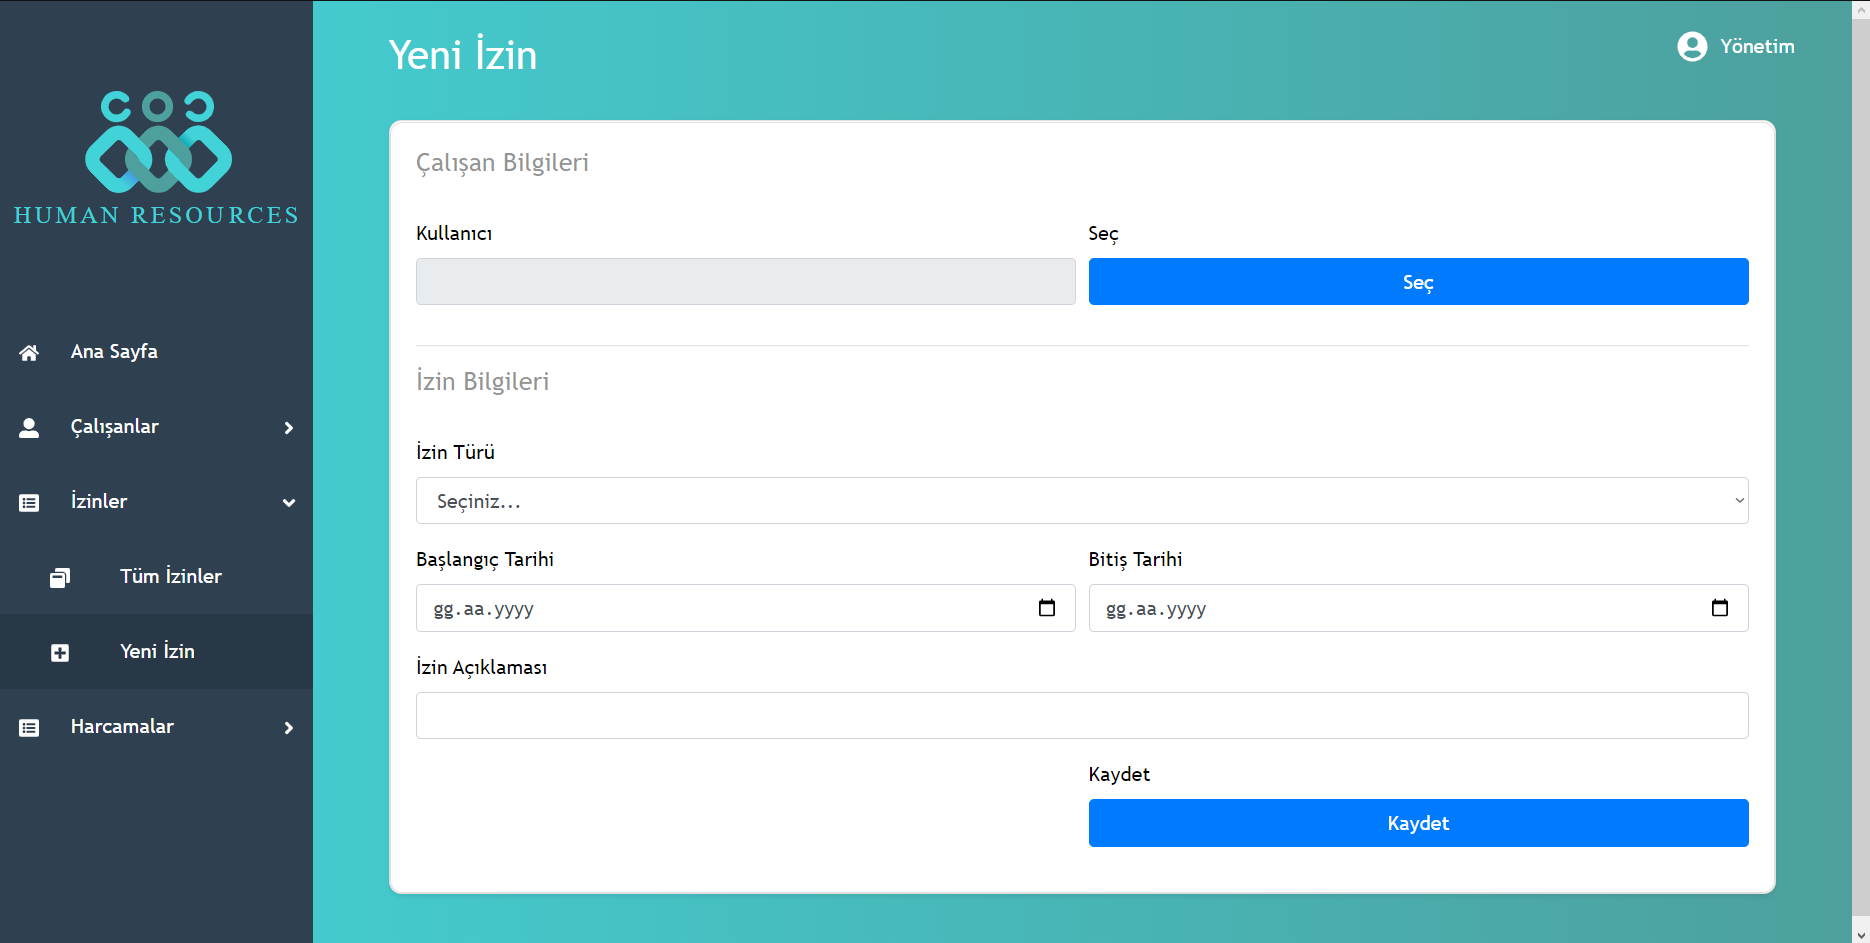 HUMAN RESOURCES
Ana Sayfa
Çalışanlar
İzinler
Tüm İzinler
Yeni İzin
Harcamalar
Yeni İzin
Yönetim
Çalışan Bilgileri
Kullanıcı
Seç
Seç
İzin Bilgileri
İzin Türü
Seçiniz...
Başlangıç Tarihi
Bitiş Tarihi
gg.aa.yyyy
gg.aa.yyyy
İzin Açıklaması
Kaydet
Kaydet